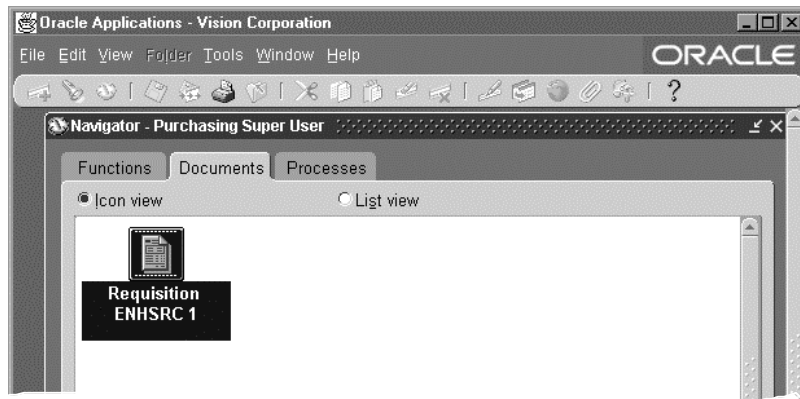 Oracle Applications - Vision Corporation
File Edit View Folder Tools Window Help
ORACLE
?
Navigator - Purchasing Super User
Functions Documents Processes
Icon view List view
Requisition
ENHSRC 1